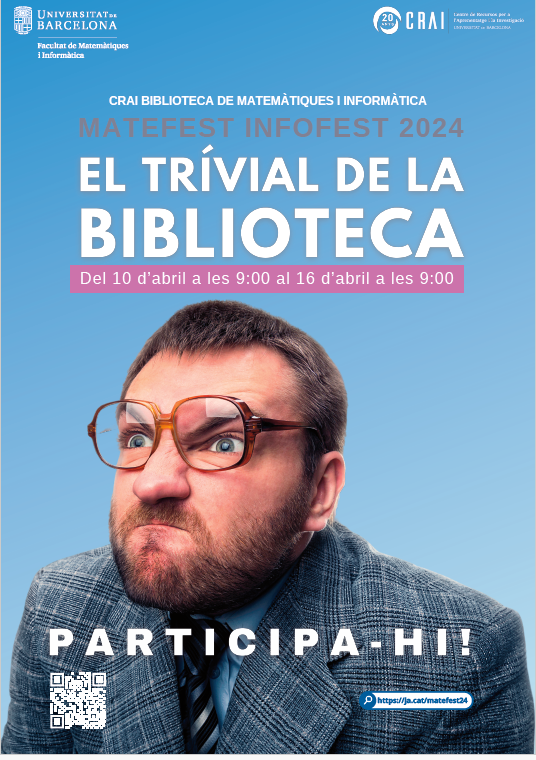 UNIVERSITAT DE
BARCELONA
Facultat de Matemàtiques
i Informàtica
20
ANYS
CRAI
Centre de Recursos per a
l'Aprenentatge i la Investigació
UNIVERSITAT DE BARCELONA
CRAI BIBLIOTECA DE MATEMÀTIQUES I INFORMÀTICA
MATEFEST INFOFEST 2024
EL TRÍVIAL DE LA
BIBLIOTECA
Del 10 d'abril a les 9:00 al 16 d'abril a les 9:00
PARTICIPA-HI!
https://ja.cat/matefest24